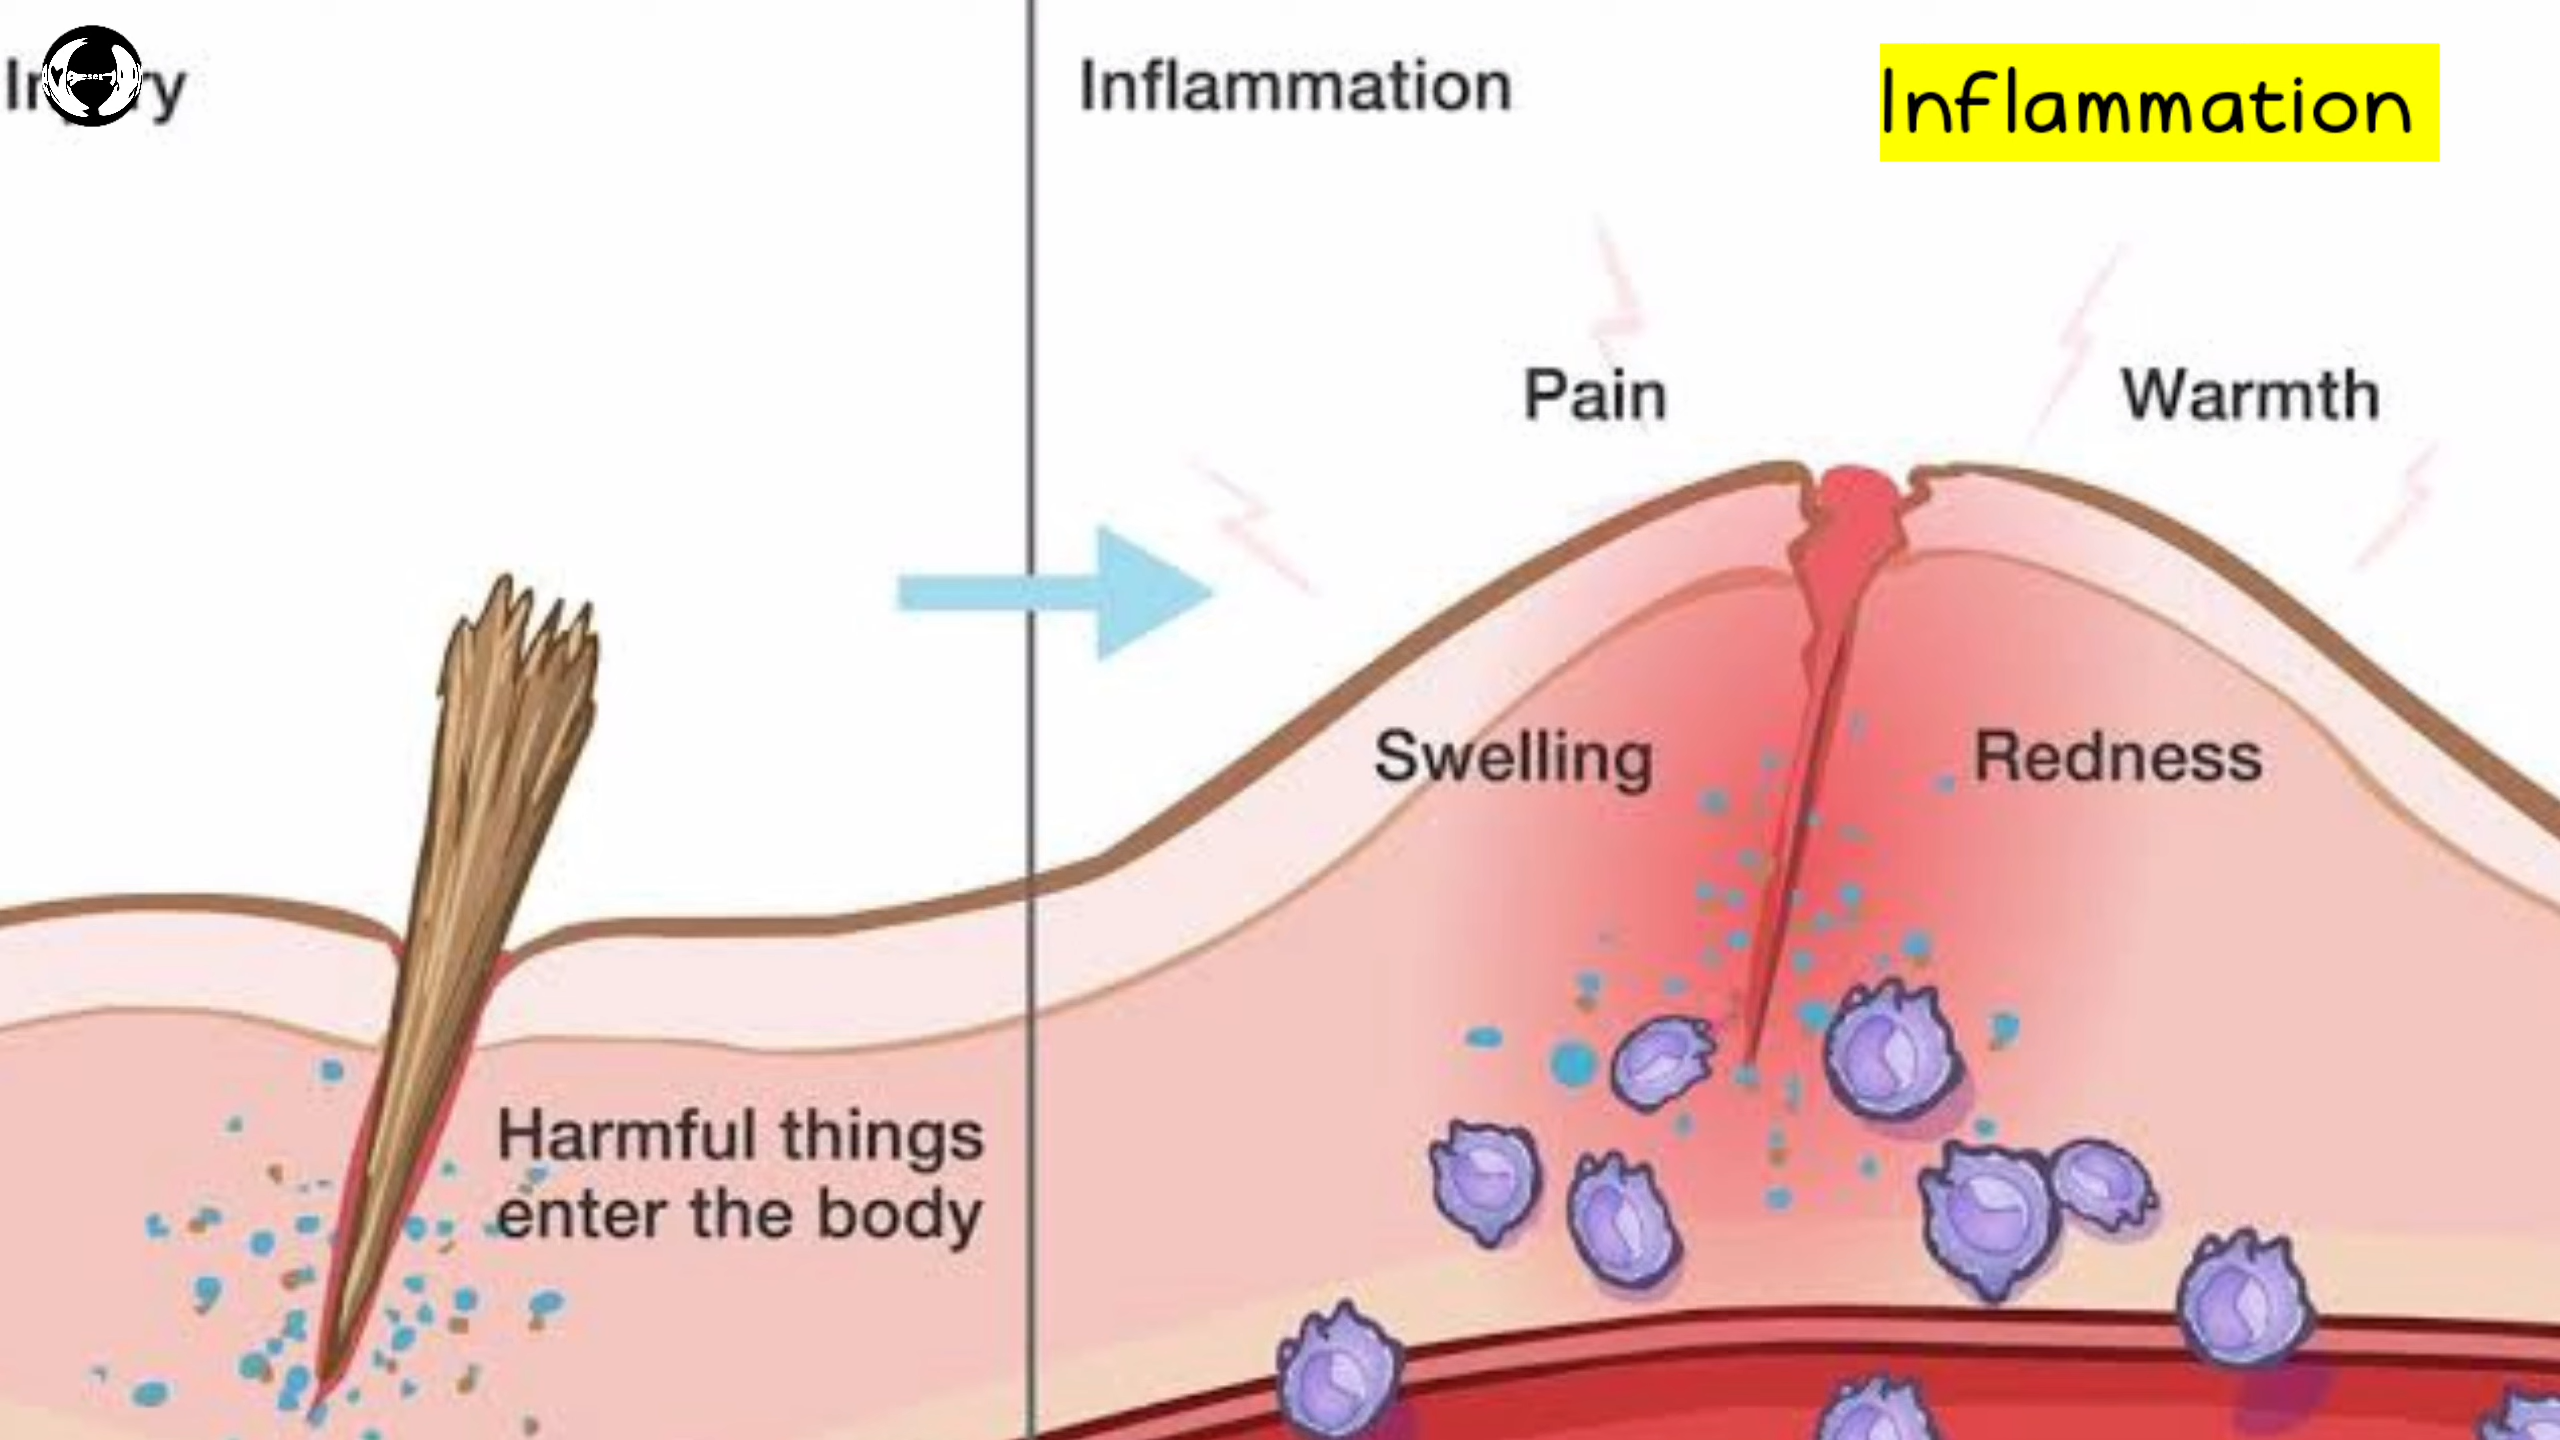 Inflammation
Inflammation
Pain
Warmth
Swelling
Redness
Harmful things
enter the body